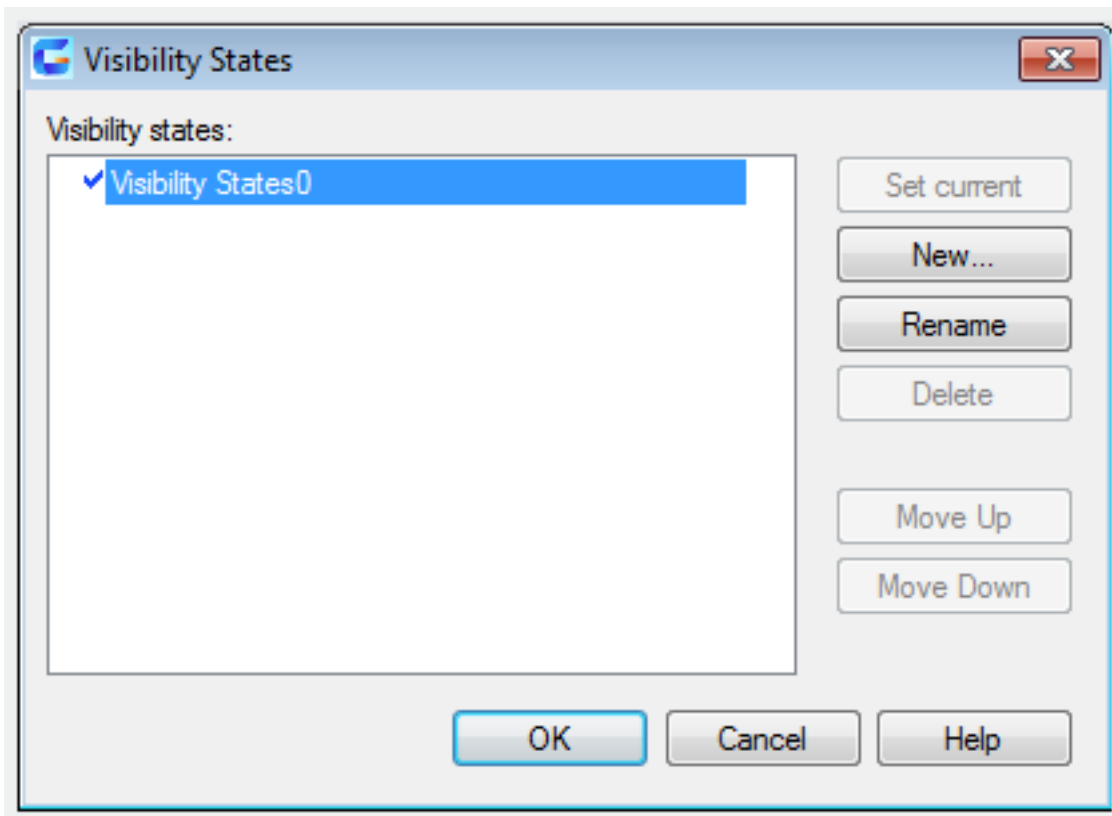 Visibility States
Visibility states:
Visibility States0
Set current
New...
Rename
Delete
Move Up
Move Down
OK
Cancel
Help